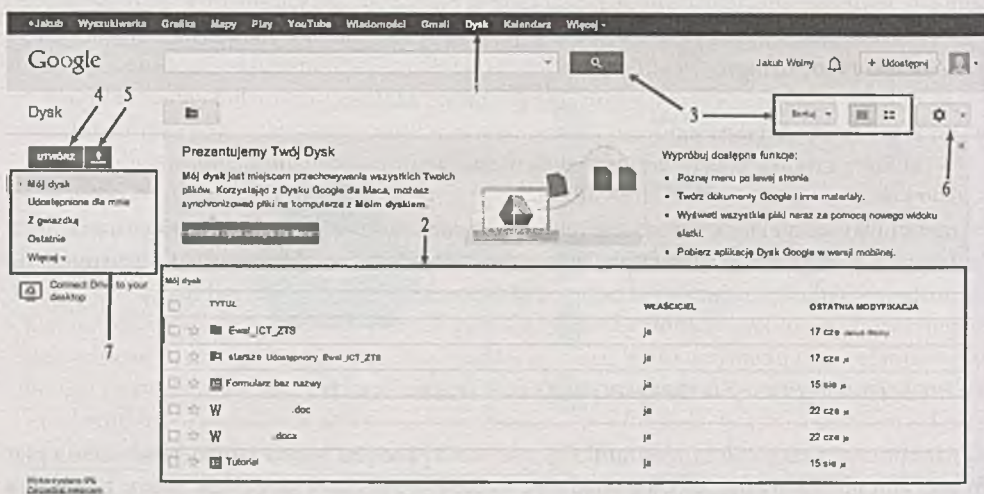 +Jakub Wyszukiwarka Grafika Mapy Play YouTube Wiadomości Gmail Dysk Kalendarz Więcej
Google
Jakub Wolny
+ Udostępnij
4 5
3
Dysk
Sortuj
UTWÓRZ
6
Prezentujemy Twój Dysk
Mój dysk jest miejscem przechowywania wszystkich Twoich
plików. Korzystając z Dysku Google dla Maca, możesz
synchronizować pliki na komputerze z Moim dyskiem.
Wypróbuj dostępne funkcje:
• Poznaj menu po lewej stronie
• Twórz dokumenty Google i inne materiały.
• Wyświetl wszystkie pliki naraz za pomocą nowego widoku
siatki.
• Pobierz aplikację Dysk Google w wersji mobilnej.
Mój dysk
Udostępnione dla mnie
Z gwiazdką
Ostatnie
Więcej
Connect Drive to your
desktop
7
2
Mój dysk
TYTUŁ WŁAŚCICIEL OSTATNIA MODYFIKACJA
Ewal_ICT_ZTS ja 17 cze
starsze Udostępniony Ewal_ICT_ZTS ja 17 cze ja
Formularz bez nazwy ja 15 sie ja
W .doc ja 22 cze ja
W .docx ja 22 cze ja
Tutorial ja 15 sie ja